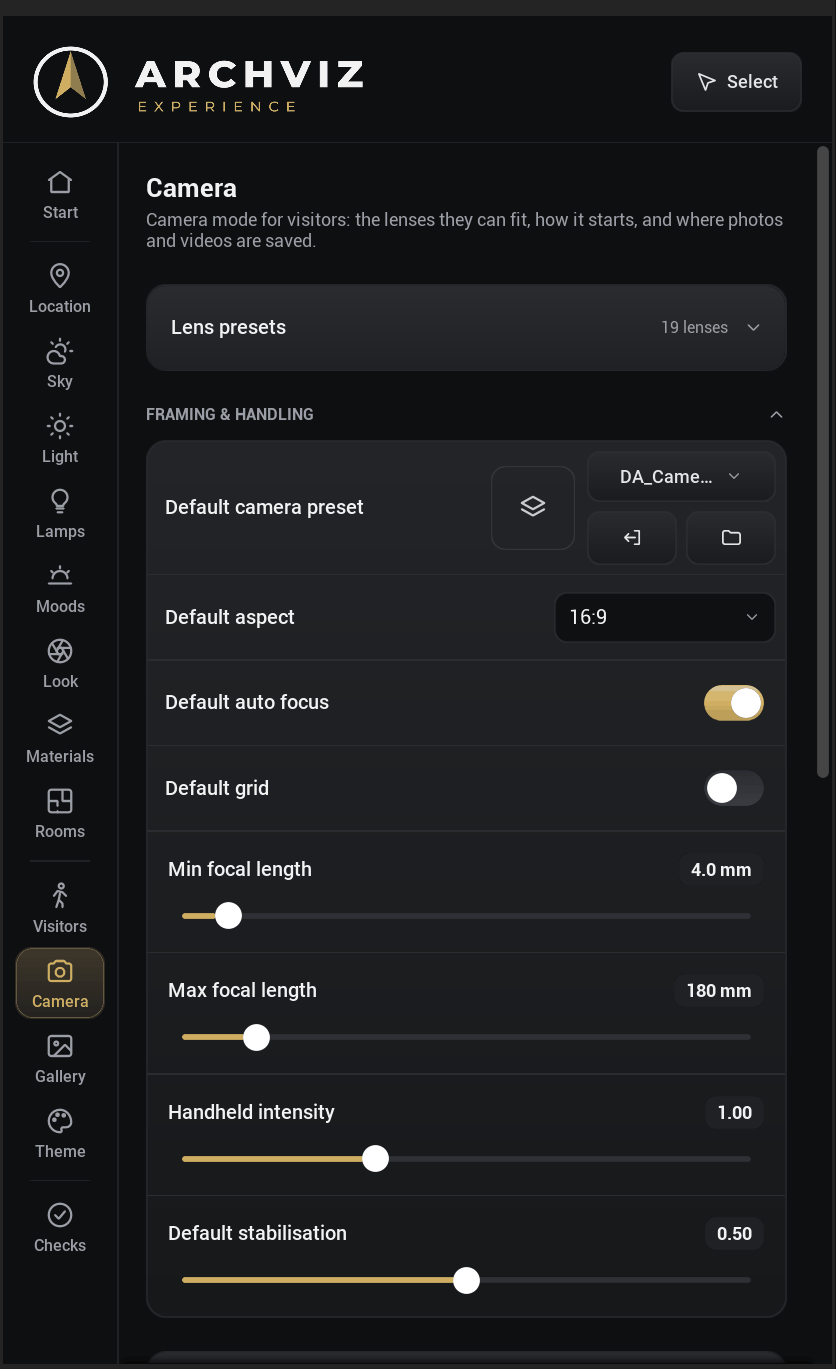 ARCHVIZ
EXPERIENCE
Select
Start
Location
Sky
Light
Lamps
Moods
Look
Materials
Rooms
Visitors
Camera
Gallery
Theme
Checks
Camera
Camera mode for visitors: the lenses they can fit, how it starts, and where photos
and videos are saved.
Lens presets 19 lenses
FRAMING & HANDLING
Default camera preset DA_Came...
Default aspect 16:9
Default auto focus
Default grid
Min focal length 4.0 mm
Max focal length 180 mm
Handheld intensity 1.00
Default stabilisation 0.50